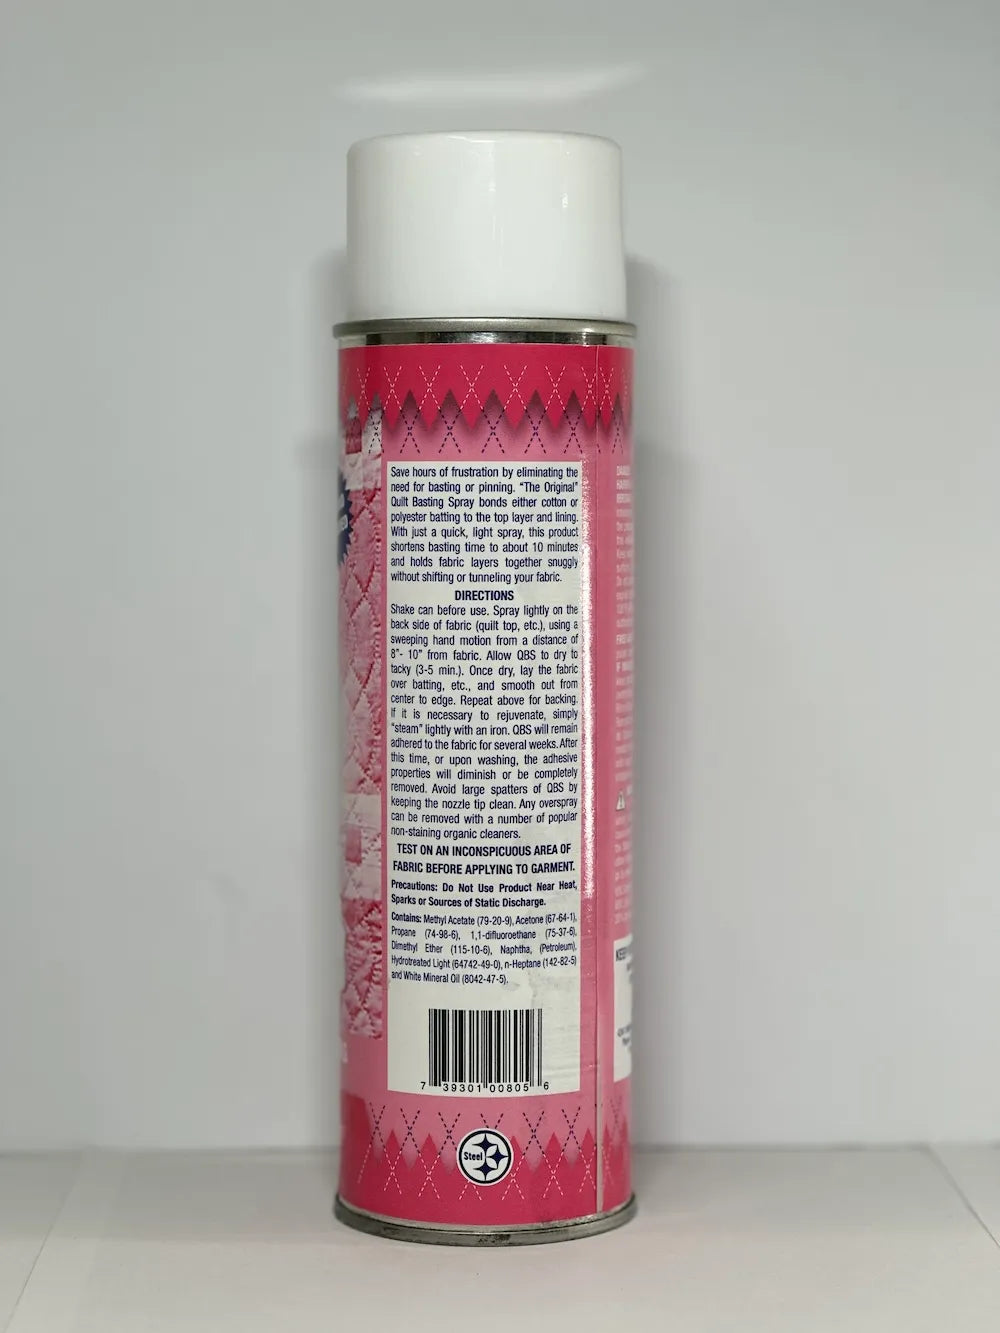 Save hours of frustration by eliminating the
need for basting or pinning. “The Original”
Quilt Basting Spray bonds either cotton or
polyester batting to the top layer and lining.
With just a quick, light spray, this product
shortens basting time to about 10 minutes
and holds fabric layers together snuggly
without shifting or tunneling your fabric.
DIRECTIONS
Shake can before use. Spray lightly on the
back side of fabric (quilt top, etc.), using a
sweeping hand motion from a distance of
8”- 10” from fabric. Allow QBS to dry to
tacky (3-5 min.). Once dry, lay the fabric
over batting, etc., and smooth out from
center to edge. Repeat above for backing.
If it is necessary to rejuvenate, simply
“steam” lightly with an iron. QBS will remain
adhered to the fabric for several weeks. After
this time, or upon washing, the adhesive
properties will diminish or be completely
removed. Avoid large spatters of QBS by
keeping the nozzle tip clean. Any overspray
can be removed with a number of popular
non-staining organic cleaners.
TEST ON AN INCONSPICUOUS AREA OF
FABRIC BEFORE APPLYING TO GARMENT.
Precautions: Do Not Use Product Near Heat,
Sparks or Sources of Static Discharge.
Contains: Methyl Acetate (79-20-9), Acetone (67-64-1),
Propane (74-98-6), 1,1-difluoroethane (75-37-6),
Dimethyl Ether (115-10-6), Naphtha, (Petroleum),
Hydrotreated Light (64742-49-0), n-Heptane (142-82-5)
and White Mineral Oil (8042-47-5).
7 39301 00805 6
Steel